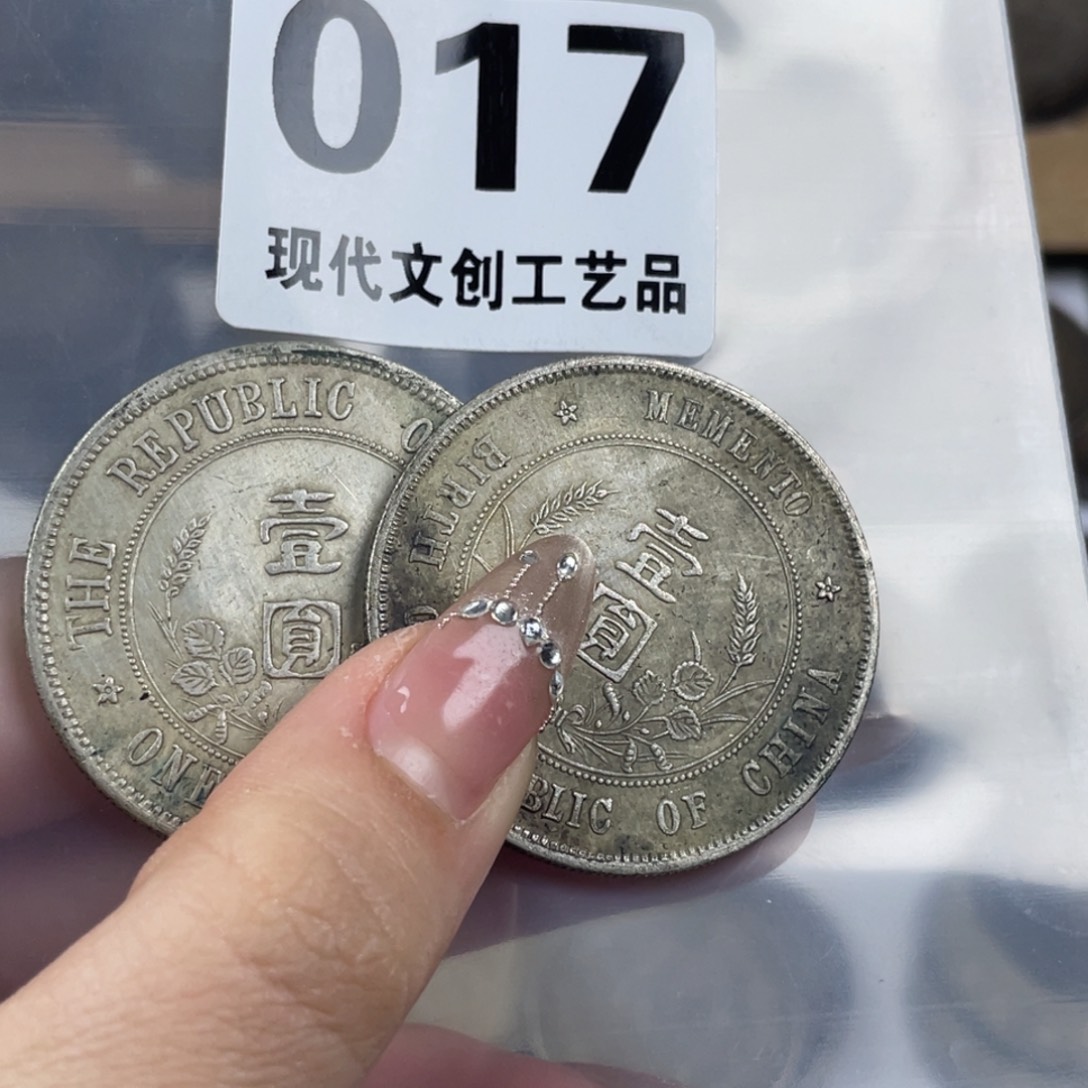 017
现代文创工艺品
THE REPUBLIC
壹
圓
ONE
MEMENTO
BIRTH
壹
圓
OF CHINA